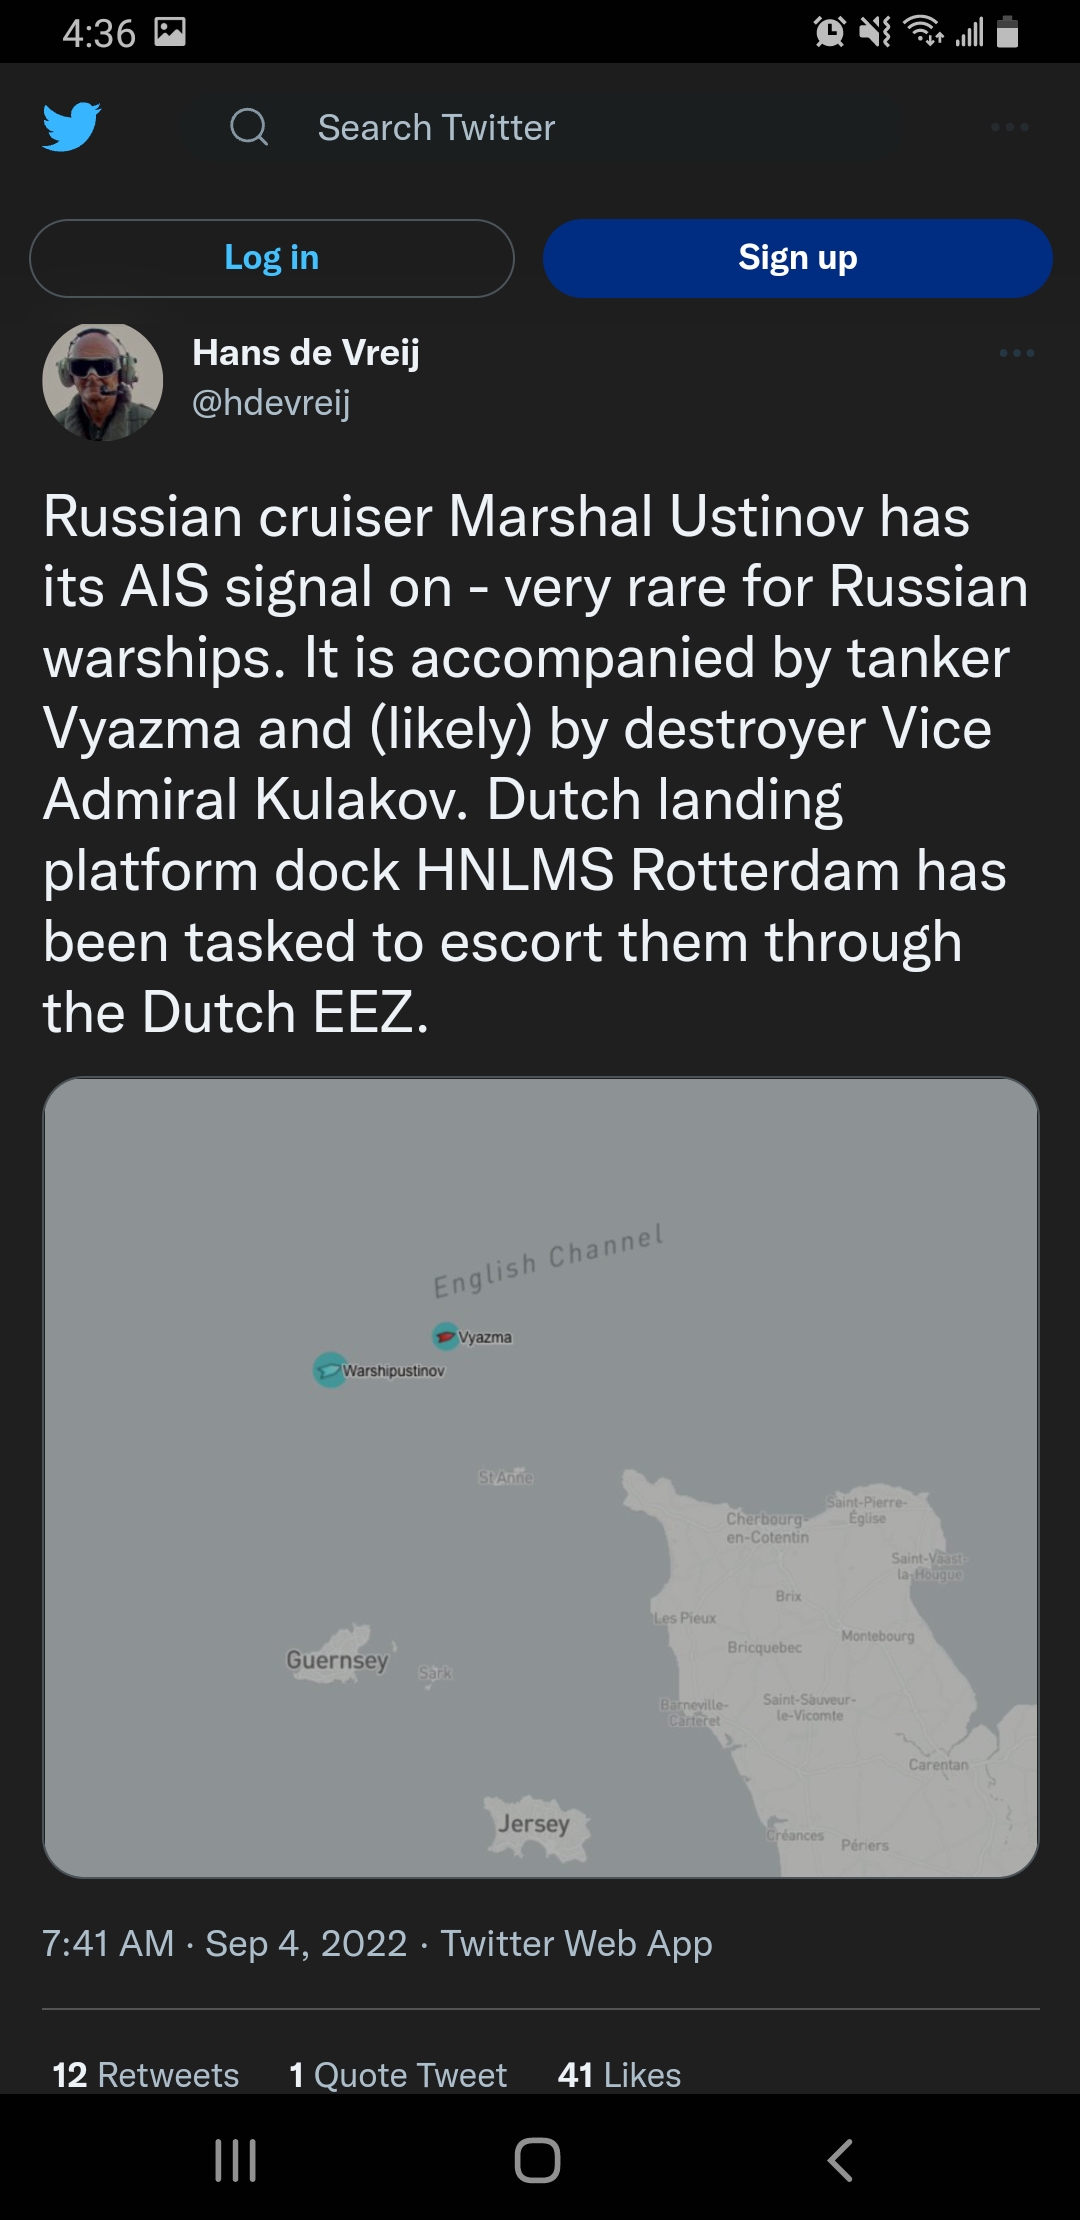 4:36
Search Twitter
Log in
Sign up
Hans de Vreij
@hdevreij
Russian cruiser Marshal Ustinov has
its AIS signal on - very rare for Russian
warships. It is accompanied by tanker
Vyazma and (likely) by destroyer Vice
Admiral Kulakov. Dutch landing
platform dock HNLMS Rotterdam has
been tasked to escort them through
the Dutch EEZ.
English Channel
Vyazma
Warshipustinov
St Anne
Saint-Pierre-
Église
Cherbourg-
en-Cotentin
Saint-Vaast-
la-Hougue
Brix
Les Pieux
Montebourg
Bricquebec
Guernsey
Sark
Barneville-
Carteret
Saint-Sauveur-
le-Vicomte
Carentan
Jersey
Créances
Périers
7:41 AM · Sep 4, 2022 · Twitter Web App
12 Retweets 1 Quote Tweet 41 Likes